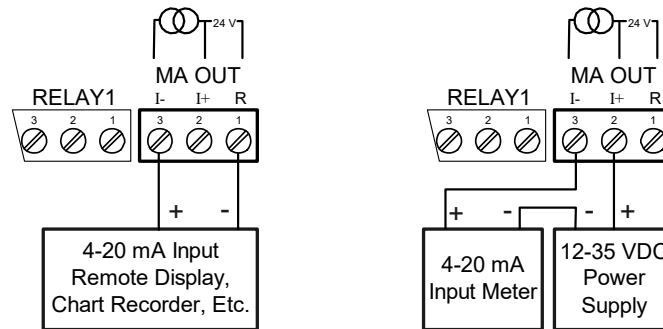 24 V
MA OUT
RELAY1 I- I+ R
3 2 1 3 2 1
+ -
4-20 mA Input
Remote Display,
Chart Recorder, Etc.
24 V
MA OUT
RELAY1 I- I+ R
3 2 1 3 2 1
+ - - +
4-20 mA
Input Meter
12-35 VDC
Power
Supply